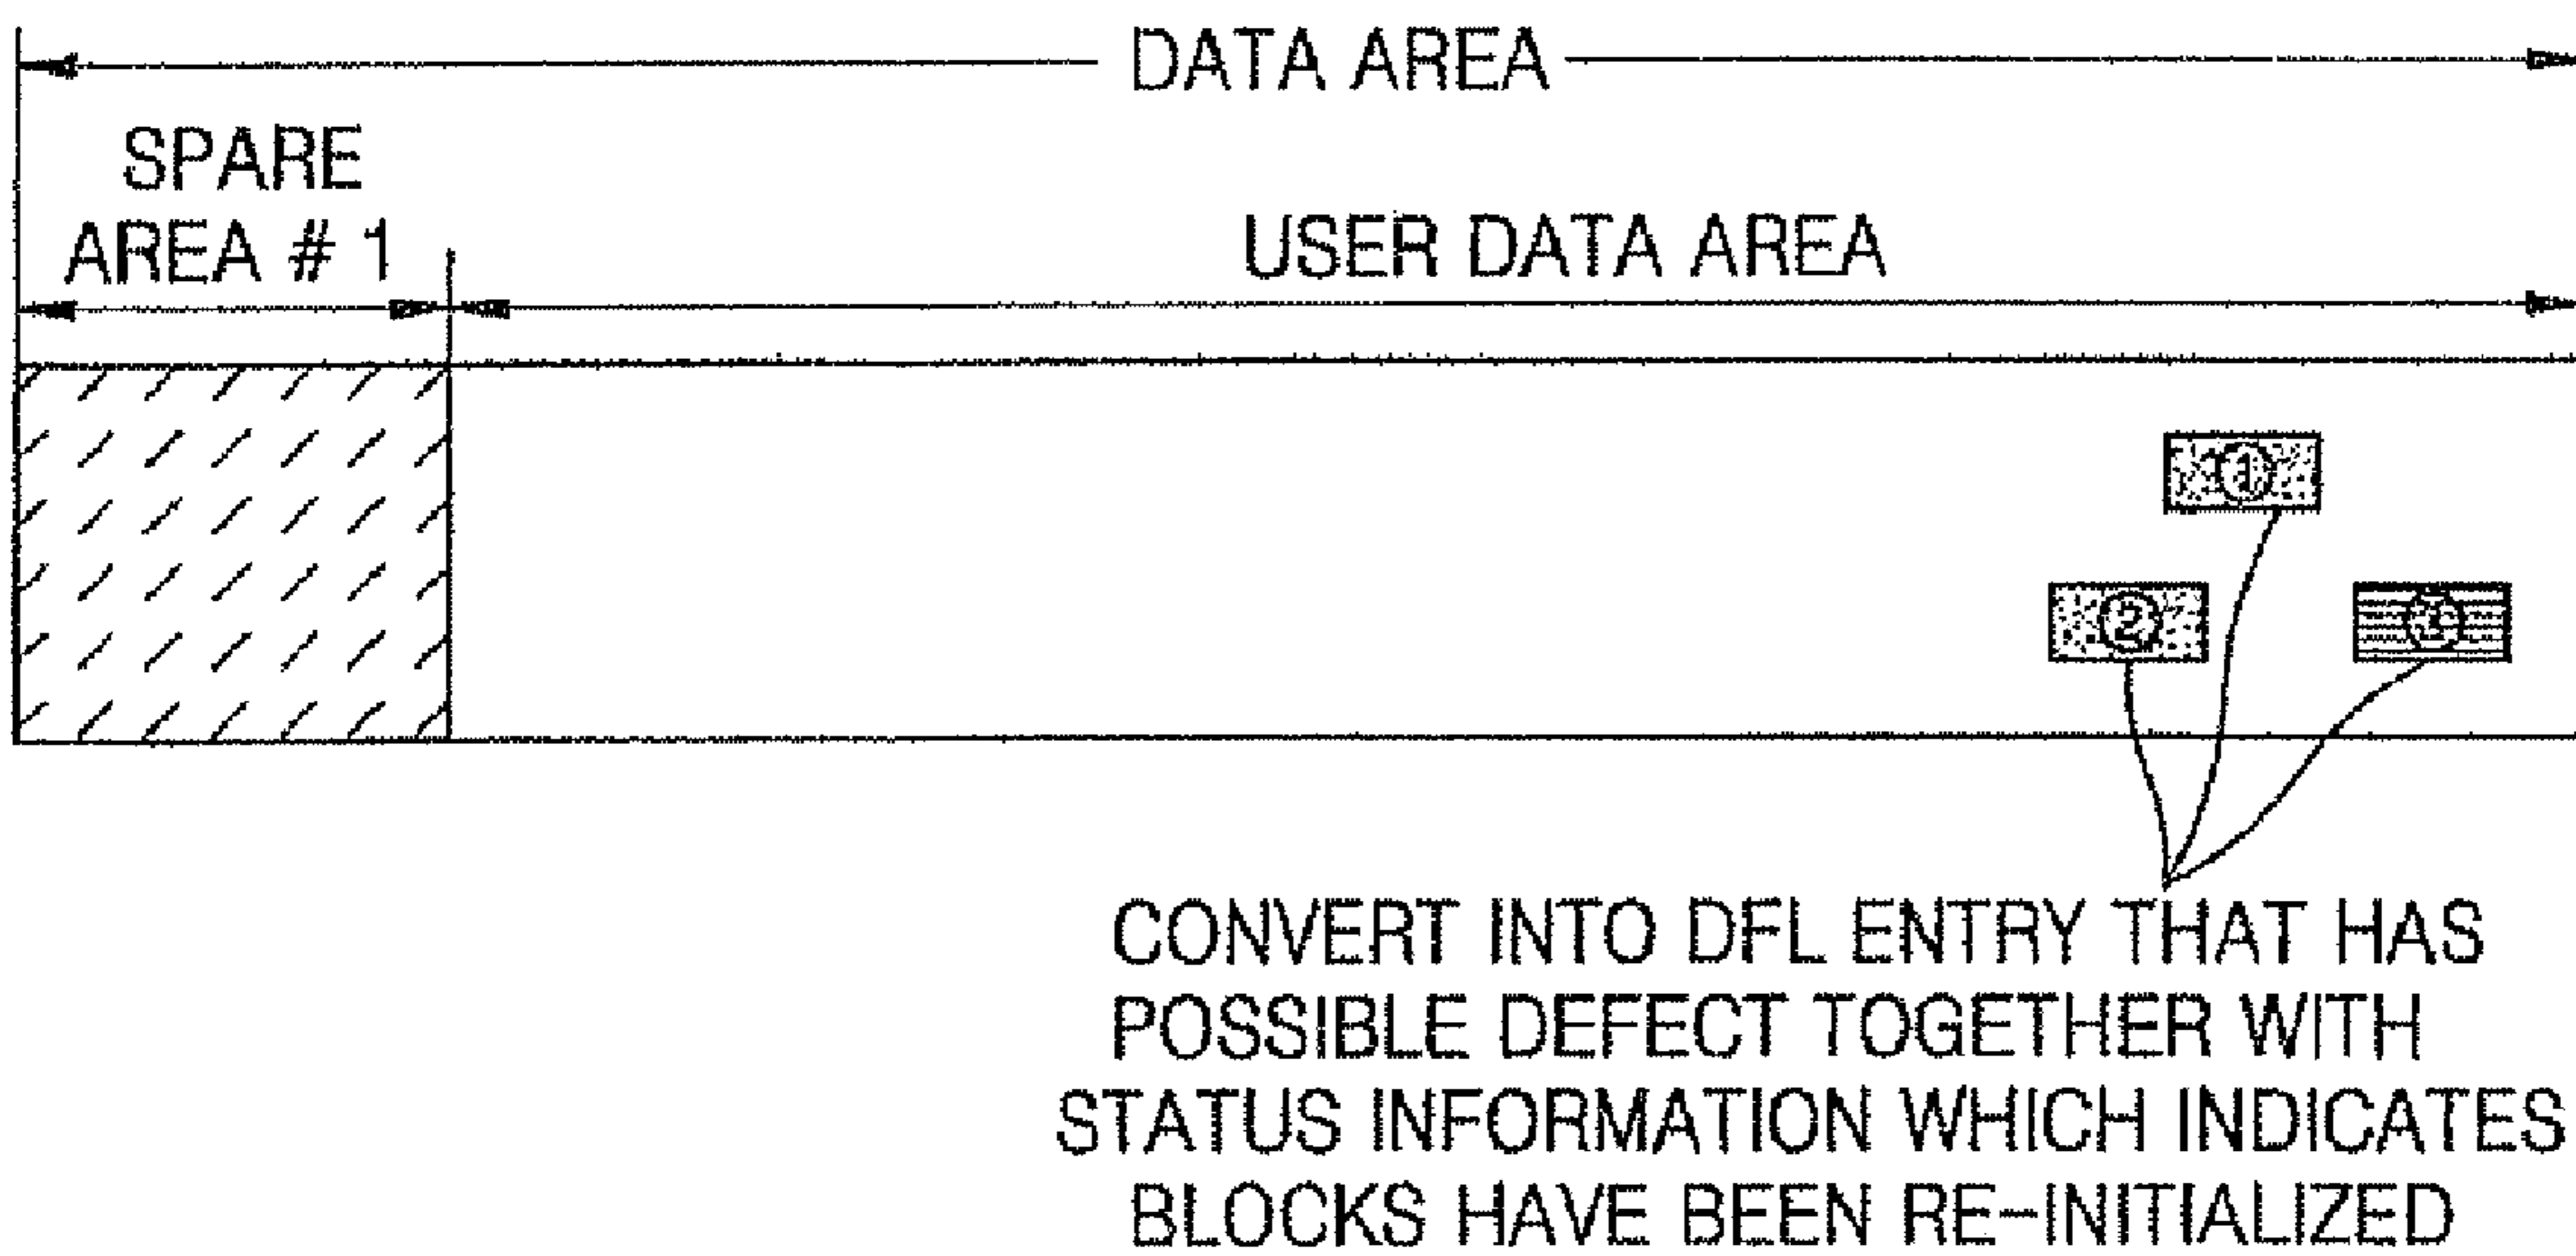 DATA AREA
SPARE
AREA # 1
USER DATA AREA
①
②
CONVERT INTO DFL ENTRY THAT HAS
POSSIBLE DEFECT TOGETHER WITH
STATUS INFORMATION WHICH INDICATES
BLOCKS HAVE BEEN RE-INITIALIZED